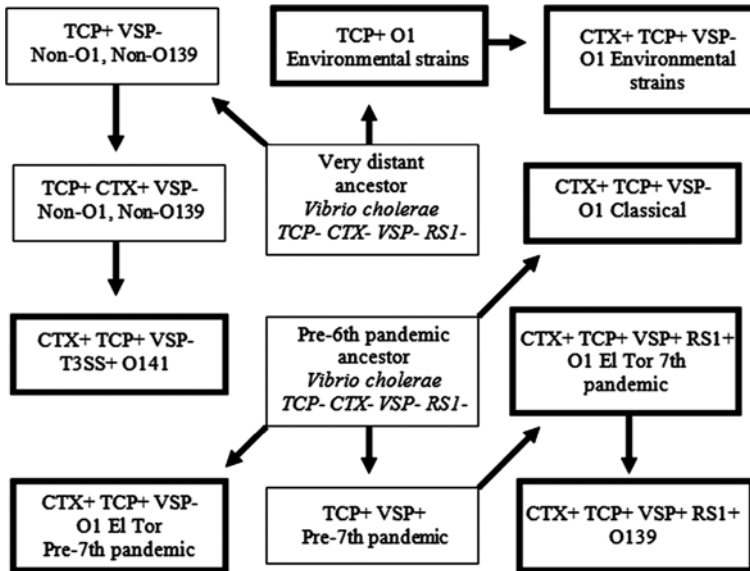 TCP+ VSP-
Non-O1, Non-O139
TCP+ O1
Environmental strains
CTX+ TCP+ VSP-
O1 Environmental
strains
TCP+ CTX+ VSP-
Non-O1, Non-O139
Very distant
ancestor
Vibrio cholerae
TCP- CTX- VSP- RS1-
CTX+ TCP+ VSP-
O1 Classical
CTX+ TCP+ VSP-
T3SS+ O141
Pre-6th pandemic
ancestor
Vibrio cholerae
TCP- CTX- VSP- RS1-
CTX+ TCP+ VSP+ RS1+
O1 El Tor 7th
pandemic
CTX+ TCP+ VSP-
O1 El Tor
Pre-7th pandemic
TCP+ VSP+
Pre-7th pandemic
CTX+ TCP+ VSP+ RS1+
O139